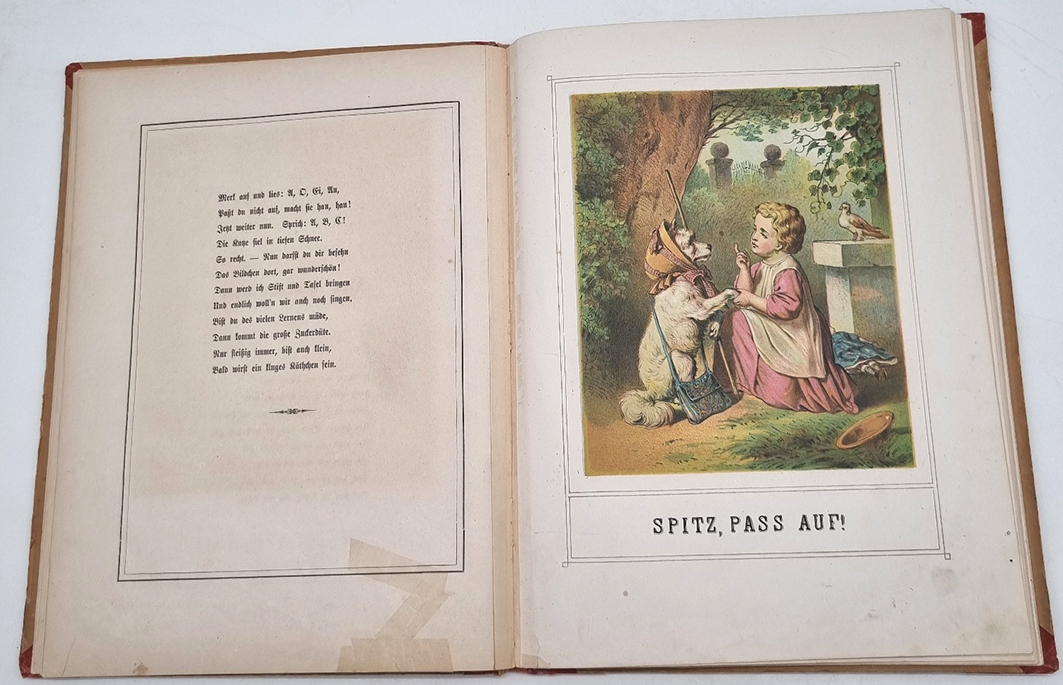 Merk auf und lies: A, O, Ei, Au,
Paßt du nicht auf, macht sie hau, hau!
Jetzt weiter nun. Sprich: A, B, C!
Die Katze fiel in tiefen Schnee.
So recht. — Nun darfst du dir besehn
Das Bildchen dort, gar wunderschön!
Dann werd ich Stift und Tafel bringen
Und endlich woll'n wir auch noch singen.
Bist du des vielen Lernens müde,
Dann kommt die große Zuckerdüte.
Nur fleißig immer, bist auch klein,
Bald wirst ein kluges Käthchen sein.
SPITZ, PASS AUF!